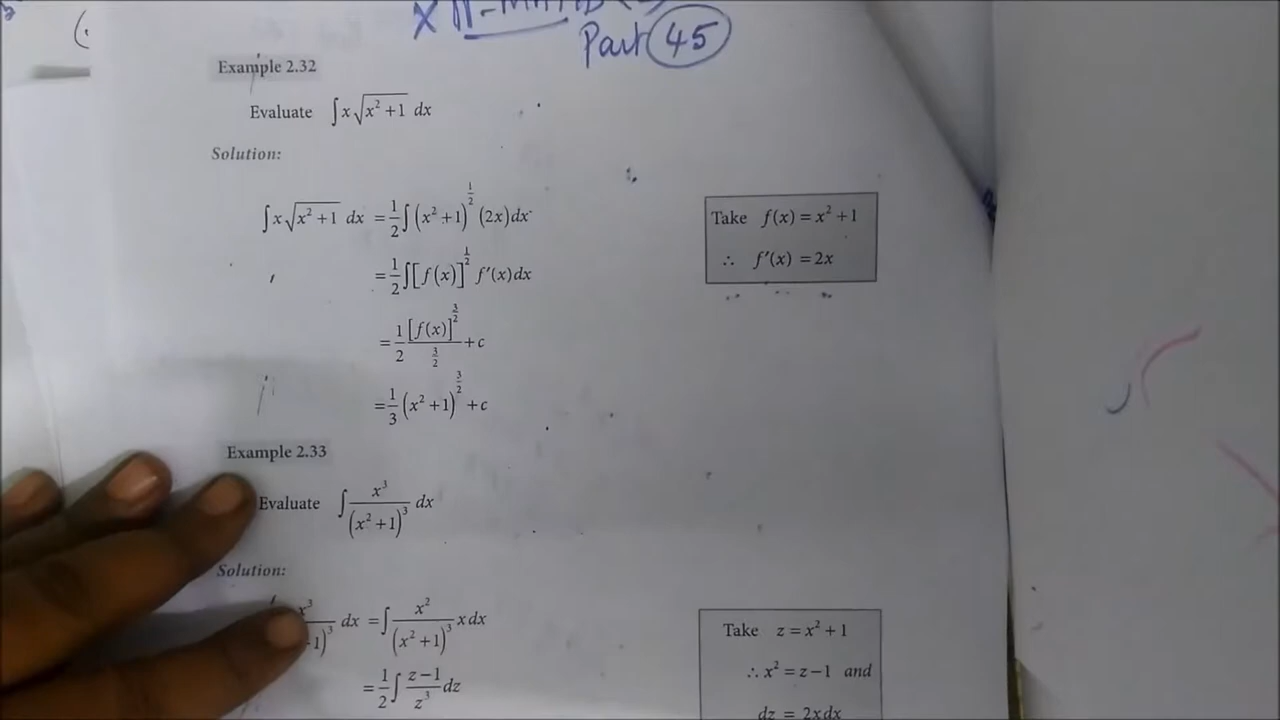 Part 45
Example 2.32
Evaluate ∫x√(x²+1) dx
Solution:
∫x√(x²+1) dx = 1/2 ∫(x²+1)^(1/2) (2x)dx
Take f(x) = x²+1
∴ f′(x) = 2x
= 1/2 ∫[f(x)]^(1/2) f′(x)dx
= 1/2 [f(x)]^(3/2)/(3/2) + c
= 1/3 (x²+1)^(3/2) + c
Example 2.33
Evaluate ∫ x³/(x²+1)³ dx
Solution:
x³ dx = ∫ x²/(x²+1)³ x dx
= 1/2 ∫ (z−1)/z³ dz
Take z = x²+1
∴ x² = z−1 and
dz = 2xdx